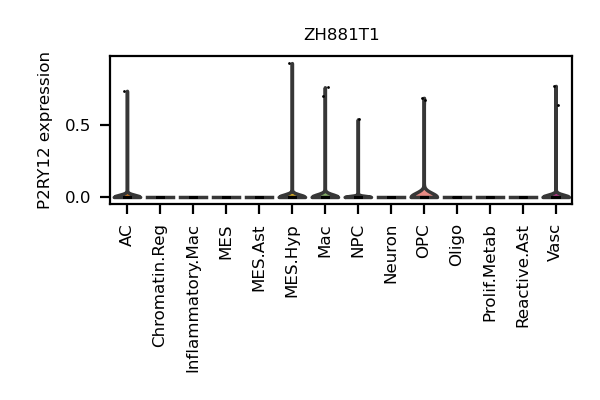 ZH881T1
P2RY12 expression
0.5
0.0
AC
Chromatin.Reg
Inflammatory.Mac
MES
MES.Ast
MES.Hyp
Mac
NPC
Neuron
OPC
Oligo
Prolif.Metab
Reactive.Ast
Vasc